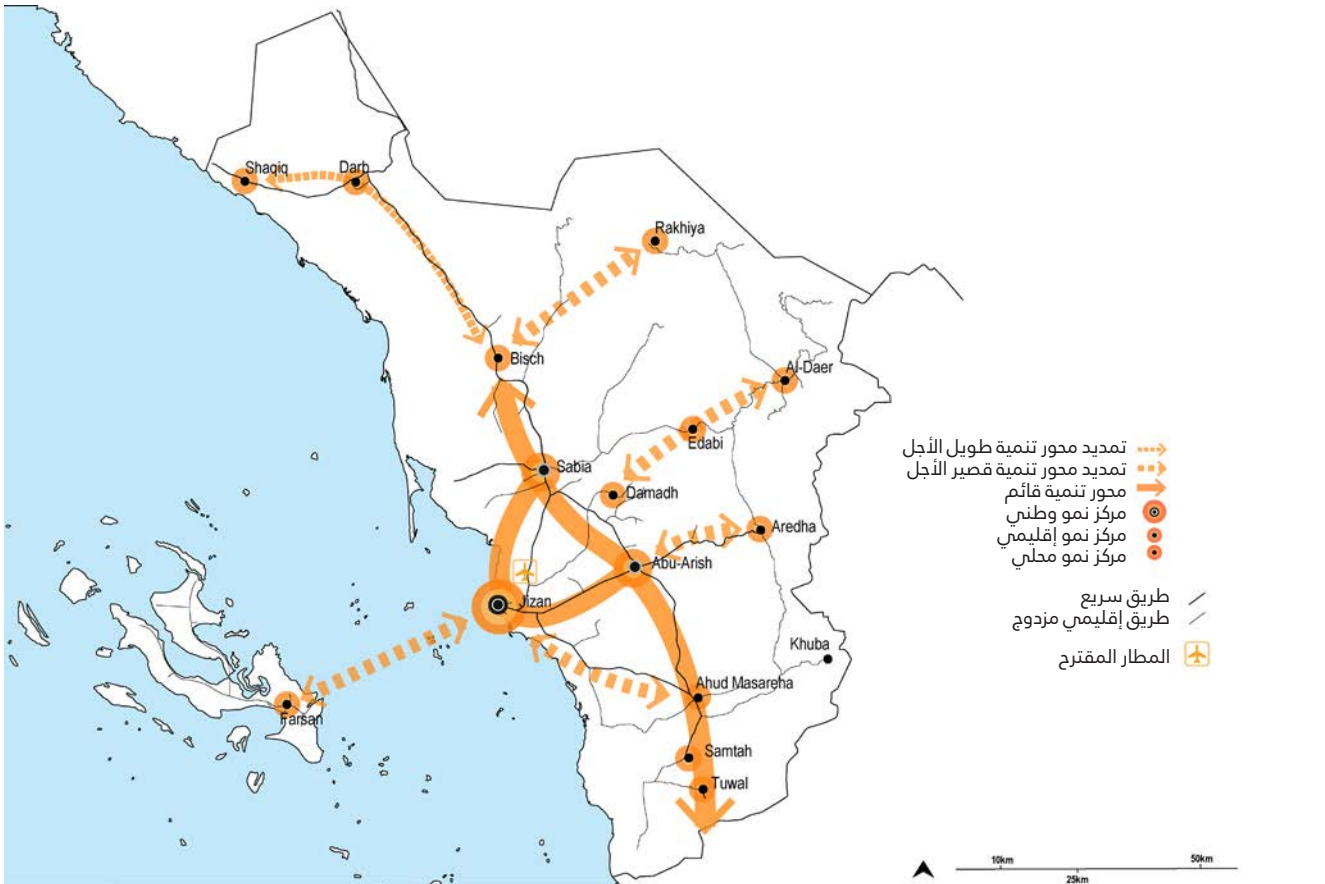 Shaqiq
Darb
Rakhiya
Bisch
Al-Daer
Edabi
Sabia
Damadh
Aredha
Abu-Arish
Jizan
Khuba
Ahud Masareha
Farsan
Samtah
Tuwal
تمديد محور تنمية طويل الأجل
تمديد محور تنمية قصير الأجل
محور تنمية قائم
مركز نمو وطني
مركز نمو إقليمي
مركز نمو محلي
طريق سريع
طريق إقليمي مزدوج
المطار المقترح
10km
50km
25km